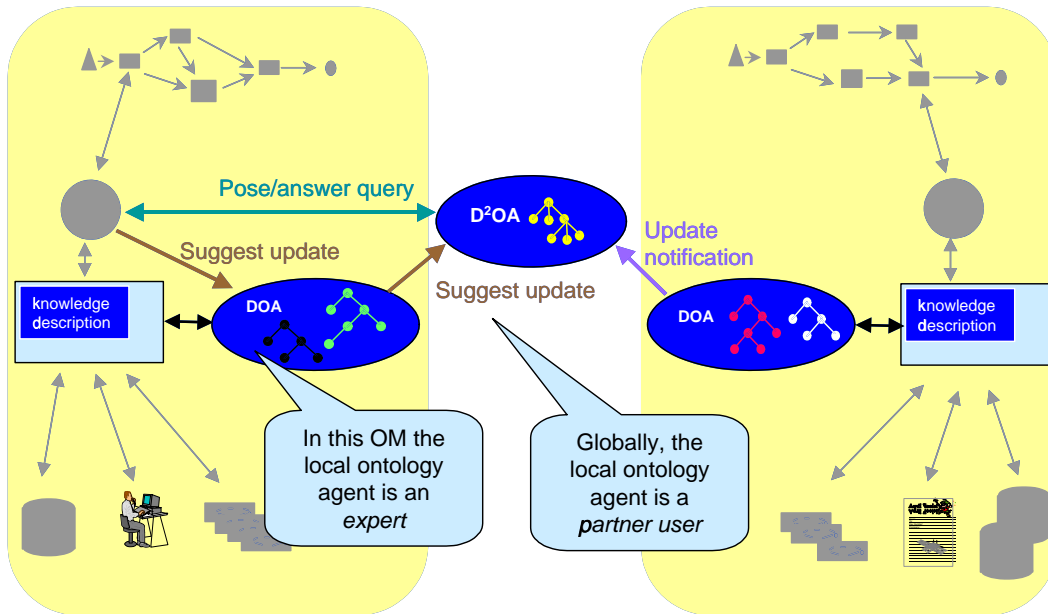 Pose/answer query
D²OA
Suggest update
Update
notification
Suggest update
knowledge
description
DOA
DOA
knowledge
description
In this OM the
local ontology
agent is an
expert
Globally, the
local ontology
agent is a
partner user